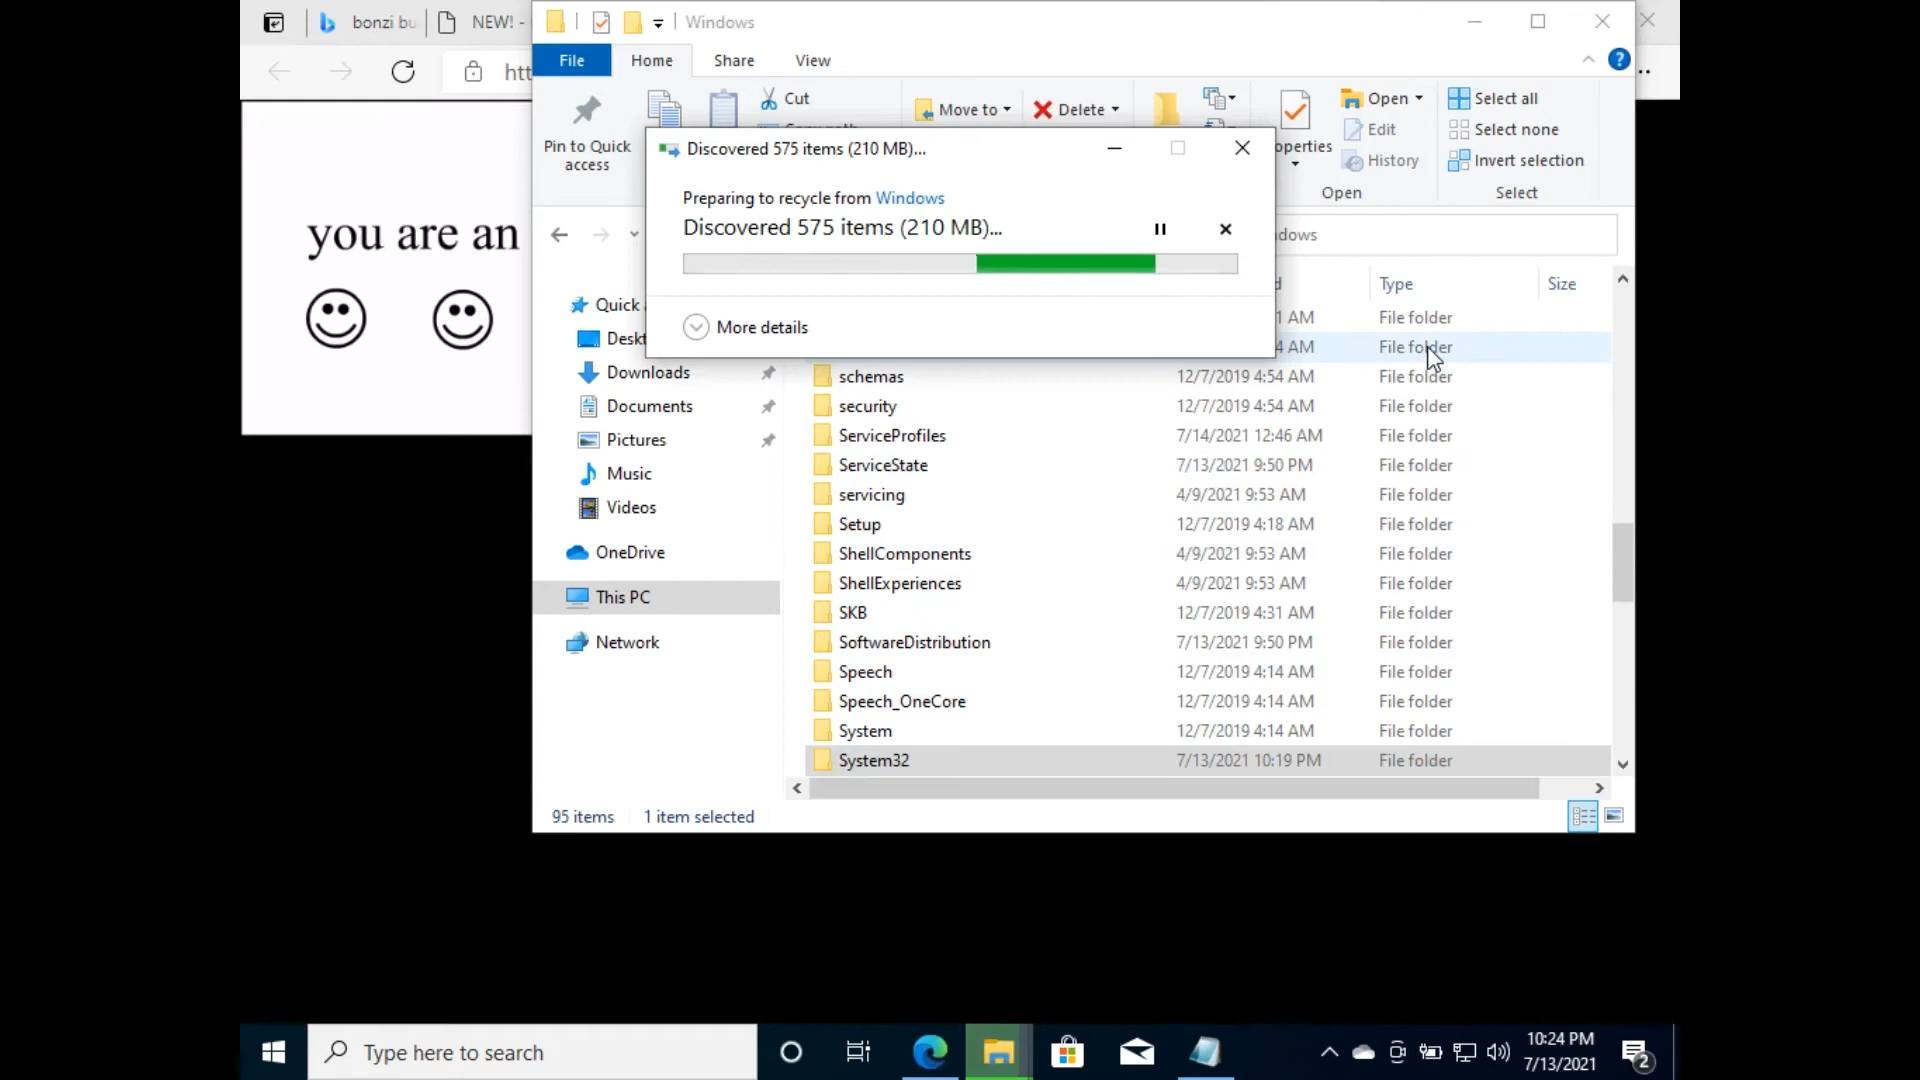 bonzi bu
NEW! -
Windows
htt
File
Home
Share
View
Pin to Quick
access
Cut
Move to
Delete
Open
Edit
History
Open
Select all
Select none
Invert selection
Select
you are an
Discovered 575 items (210 MB)...
Preparing to recycle from Windows
Discovered 575 items (210 MB)...
More details
operties
dows
d
Type
Size
1 AM File folder
4 AM File folder
schemas 12/7/2019 4:54 AM File folder
security 12/7/2019 4:54 AM File folder
ServiceProfiles 7/14/2021 12:46 AM File folder
ServiceState 7/13/2021 9:50 PM File folder
servicing 4/9/2021 9:53 AM File folder
Setup 12/7/2019 4:18 AM File folder
ShellComponents 4/9/2021 9:53 AM File folder
ShellExperiences 4/9/2021 9:53 AM File folder
SKB 12/7/2019 4:31 AM File folder
SoftwareDistribution 7/13/2021 9:50 PM File folder
Speech 12/7/2019 4:14 AM File folder
Speech_OneCore 12/7/2019 4:14 AM File folder
System 12/7/2019 4:14 AM File folder
System32 7/13/2021 10:19 PM File folder
Quick
Deskt
Downloads
Documents
Pictures
Music
Videos
OneDrive
This PC
Network
95 items
1 item selected
Type here to search
10:24 PM
7/13/2021
2